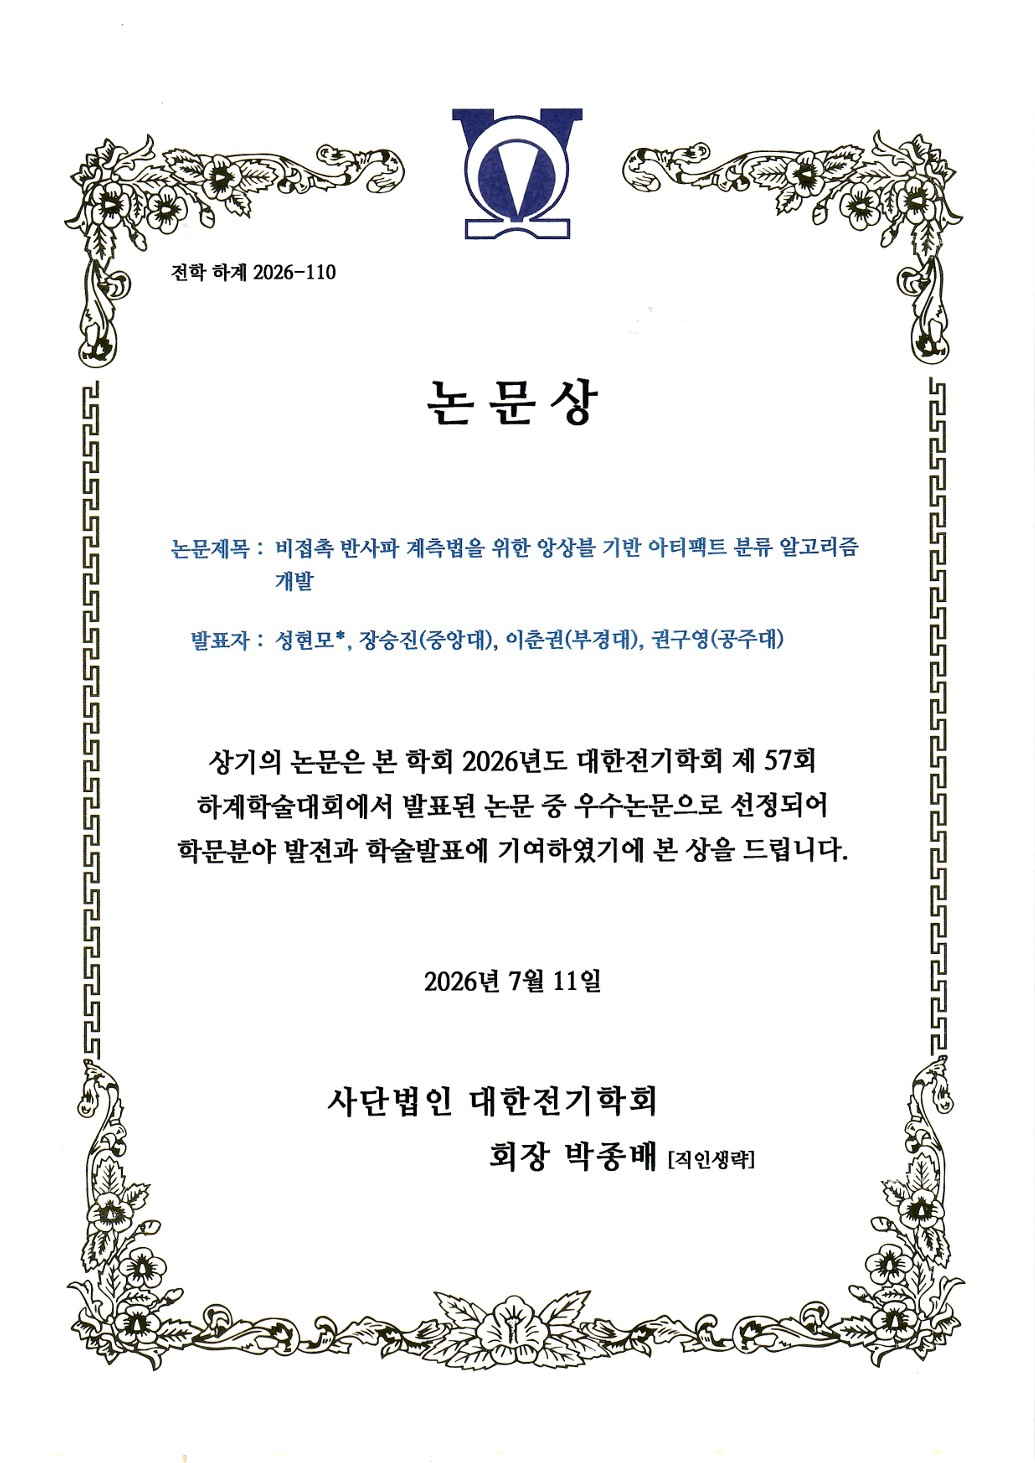 전학 하계 2026-110
논문상
논문제목 : 비접촉 반사파 계측법을 위한 앙상블 기반 아티팩트 분류 알고리즘
개발
발표자 : 성현모*, 장승진(중앙대), 이춘권(부경대), 권구영(공주대)
상기의 논문은 본 학회 2026년도 대한전기학회 제 57회
하계학술대회에서 발표된 논문 중 우수논문으로 선정되어
학문분야 발전과 학술발표에 기여하였기에 본 상을 드립니다.
2026년 7월 11일
사단법인 대한전기학회
회장 박종배 [직인생략]